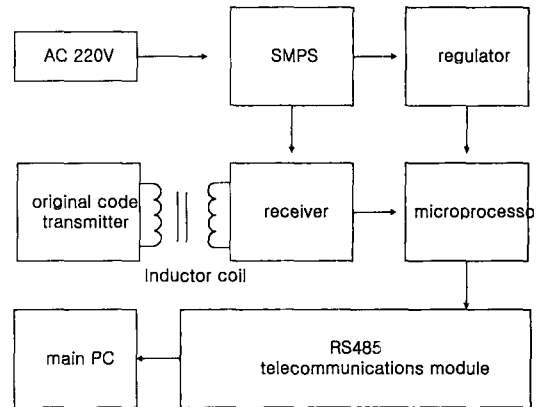 AC 220V
SMPS
regulator
original code
transmitter
receiver
microprocesso
Inductor coil
main PC
RS485
telecommunications module